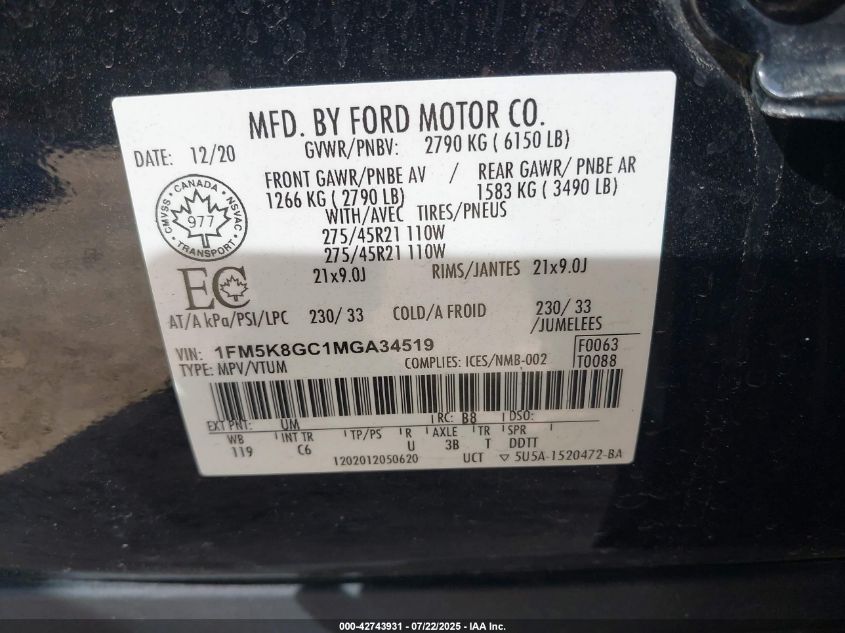 MFD. BY FORD MOTOR CO.
DATE: 12/20 GVWR/PNBV: 2790 KG ( 6150 LB)
FRONT GAWR/PNBE AV / REAR GAWR/ PNBE AR
1266 KG ( 2790 LB) 1583 KG ( 3490 LB)
WITH/AVEC TIRES/PNEUS
275/45R21 110W
275/45R21 110W
CANADA
CMVSS NSVAC
977
TRANSPORT
EC
21x9.0J RIMS/JANTES 21x9.0J
AT/A kPa/PSI/LPC 230/ 33 COLD/A FROID 230/ 33
/JUMELEES
VIN: 1FM5K8GC1MGA34519 F0063
TYPE: MPV/VTUM COMPLIES: ICES/NMB-002 T0088
EXT PNT: UM RC: B8 DSO:
WB INT TR TP/PS R AXLE TR SPR
119 C6 U 3B T DDTT
1202012050620 UCT 5U5A-1520472-BA
000-42743931 - 07/22/2025 - IAA Inc.